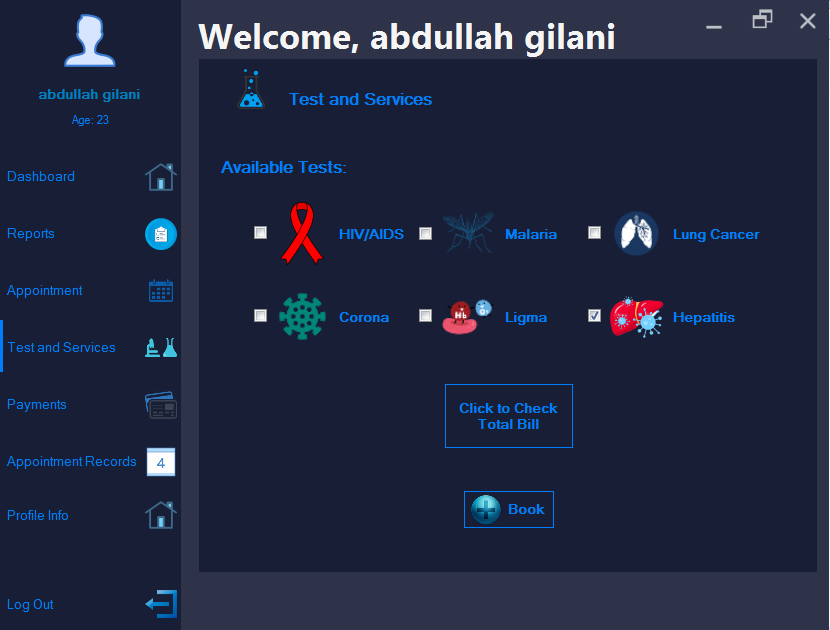 Welcome, abdullah gilani
abdullah gilani
Age: 23
Dashboard
Reports
Appointment
Test and Services
Payments
Appointment Records
4
Profile Info
Log Out
Test and Services
Available Tests:
HIV/AIDS
Malaria
Lung Cancer
Corona
Hb
Ligma
Hepatitis
Click to Check
Total Bill
Book